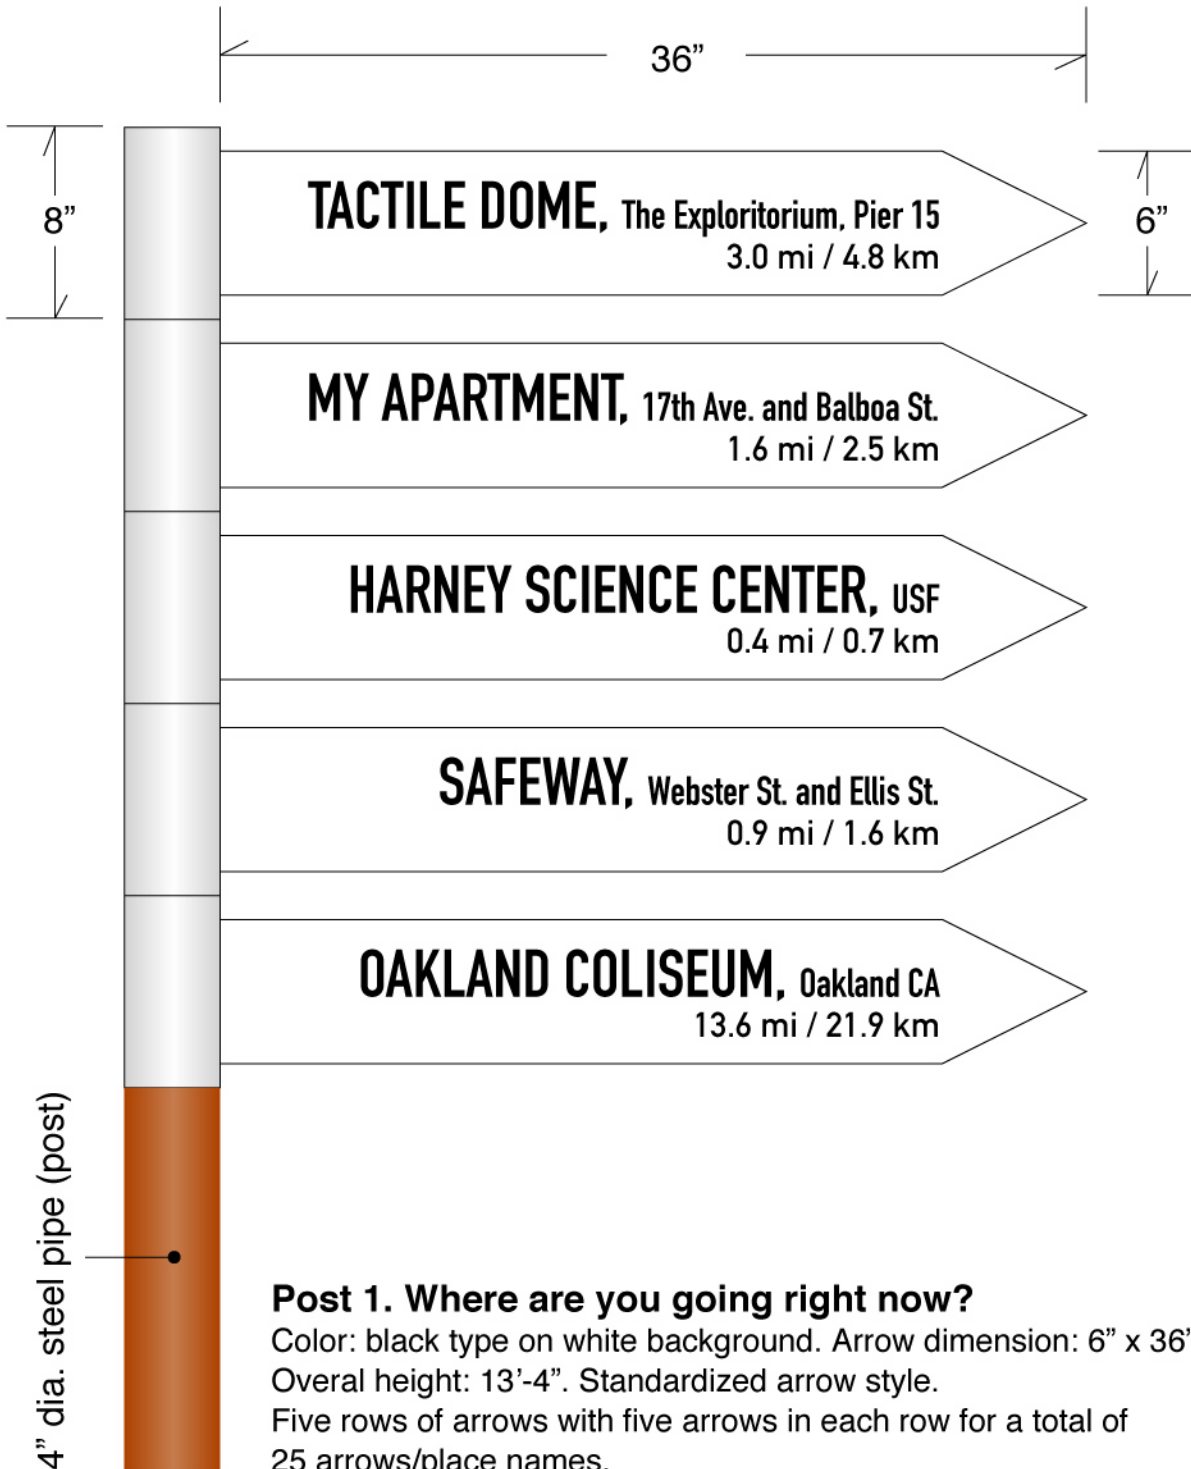 36”
8”
TACTILE DOME, The Exploritorium, Pier 15
3.0 mi / 4.8 km
6”
MY APARTMENT, 17th Ave. and Balboa St.
1.6 mi / 2.5 km
HARNEY SCIENCE CENTER, USF
0.4 mi / 0.7 km
SAFEWAY, Webster St. and Ellis St.
0.9 mi / 1.6 km
OAKLAND COLISEUM, Oakland CA
13.6 mi / 21.9 km
4” dia. steel pipe (post)
Post 1. Where are you going right now?
Color: black type on white background. Arrow dimension: 6” x 36”
Overal height: 13’-4”. Standardized arrow style.
Five rows of arrows with five arrows in each row for a total of
25 arrows/place names.